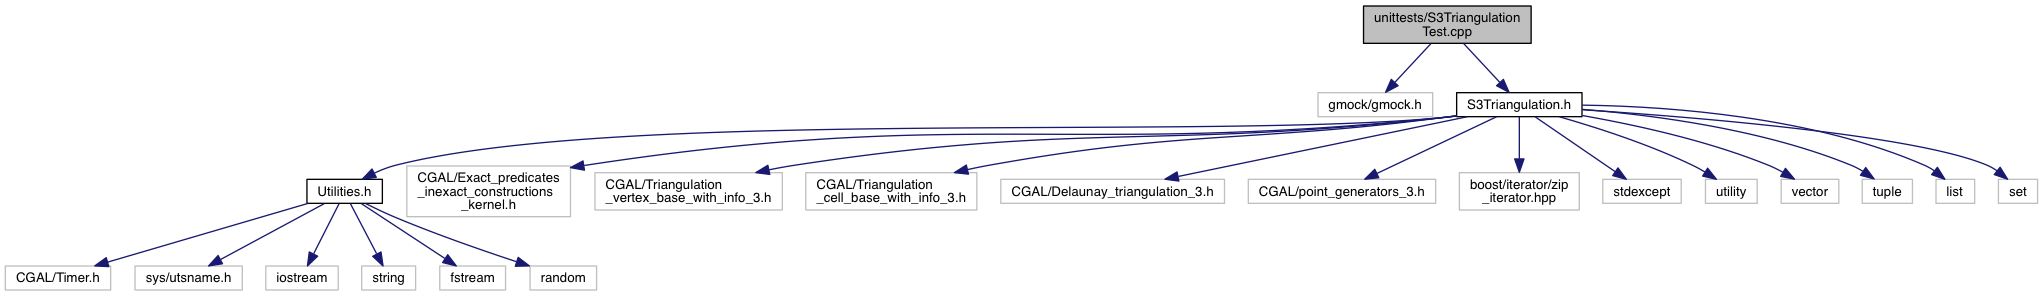 unittests/S3Triangulation
Test.cpp
gmock/gmock.h
S3Triangulation.h
Utilities.h
CGAL/Exact_predicates
_inexact_constructions
_kernel.h
CGAL/Triangulation
_vertex_base_with_info_3.h
CGAL/Triangulation
_cell_base_with_info_3.h
CGAL/Delaunay_triangulation_3.h
CGAL/point_generators_3.h
boost/iterator/zip
_iterator.hpp
stdexcept
utility
vector
tuple
list
set
CGAL/Timer.h
sys/utsname.h
iostream
string
fstream
random